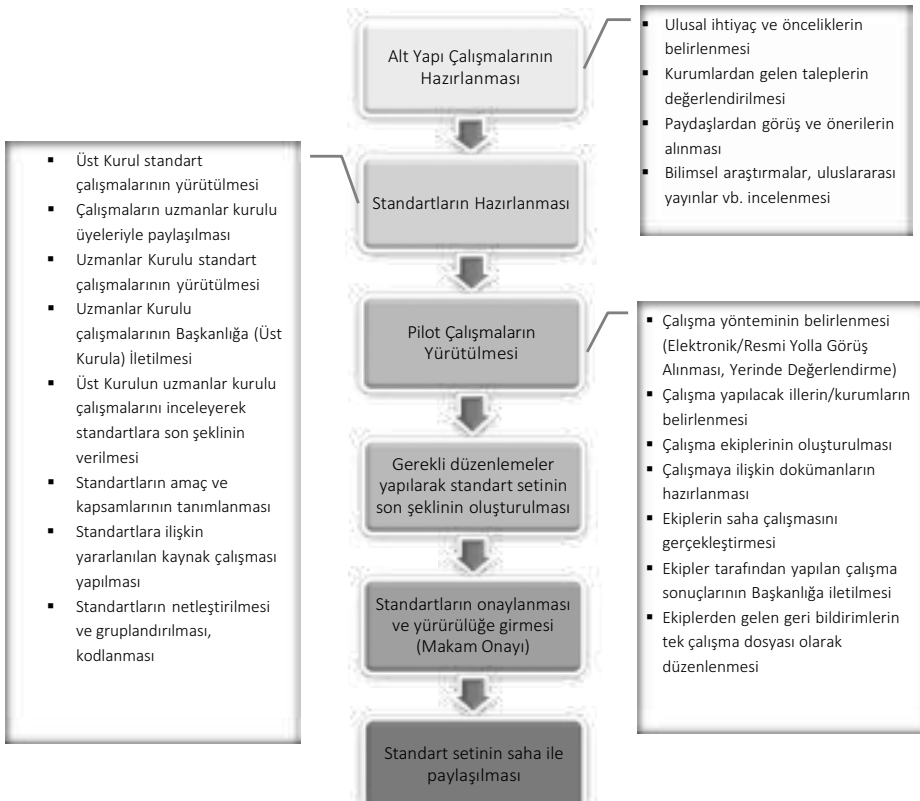 Alt Yapı Çalışmalarının
Hazırlanması
▪ Ulusal ihtiyaç ve önceliklerin
belirlenmesi
▪ Kurumlardan gelen taleplerin
değerlendirilmesi
▪ Paydaşlardan görüş ve önerilerin
alınması
▪ Bilimsel araştırmalar, uluslararası
yayınlar vb. incelenmesi
Standartların Hazırlanması
▪ Üst Kurul standart
çalışmalarının yürütülmesi
▪ Çalışmaların uzmanlar kurulu
üyeleriyle paylaşılması
▪ Uzmanlar Kurulu standart
çalışmalarının yürütülmesi
▪ Uzmanlar Kurulu
çalışmalarının Başkanlığa (Üst
Kurula) İletilmesi
▪ Üst Kurulun uzmanlar kurulu
çalışmalarını inceleyerek
standartlara son şeklinin
verilmesi
▪ Standartların amaç ve
kapsamlarının tanımlanması
▪ Standartlara ilişkin
yararlanılan kaynak çalışması
yapılması
▪ Standartların netleştirilmesi
ve gruplandırılması,
kodlanması
Pilot Çalışmaların
Yürütülmesi
▪ Çalışma yönteminin belirlenmesi
(Elektronik/Resmi Yolla Görüş
Alınması, Yerinde Değerlendirme)
▪ Çalışma yapılacak illerin/kurumların
belirlenmesi
▪ Çalışma ekiplerinin oluşturulması
▪ Çalışmaya ilişkin dokümanların
hazırlanması
▪ Ekiplerin saha çalışmasını
gerçekleştirmesi
▪ Ekipler tarafından yapılan çalışma
sonuçlarının Başkanlığa iletilmesi
▪ Ekiplerden gelen geri bildirimlerin
tek çalışma dosyası olarak
düzenlenmesi
Gerekli düzenlemeler
yapılarak standart setinin
son şeklinin oluşturulması
Standartların onaylanması
ve yürürülüğe girmesi
(Makam Onayı)
Standart setinin saha ile
paylaşılması